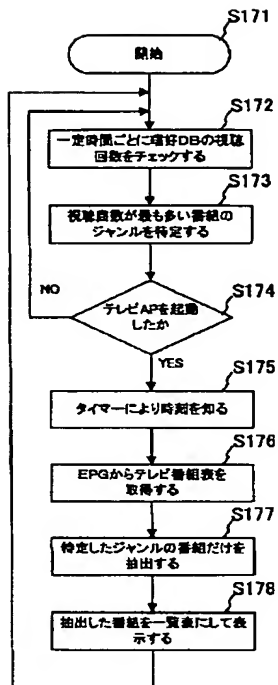 S171
開始
S172
一定時間ごとに嗜好DBの視聴
回数をチェックする
S173
視聴回数が最も多い番組の
ジャンルを特定する
S174
NO
テレビAPを起動
したか
YES
S175
タイマーにより時刻を知る
S176
EPGからテレビ番組表を
取得する
S177
特定したジャンルの番組だけを
抽出する
S178
抽出した番組を一覧表にして表
示する